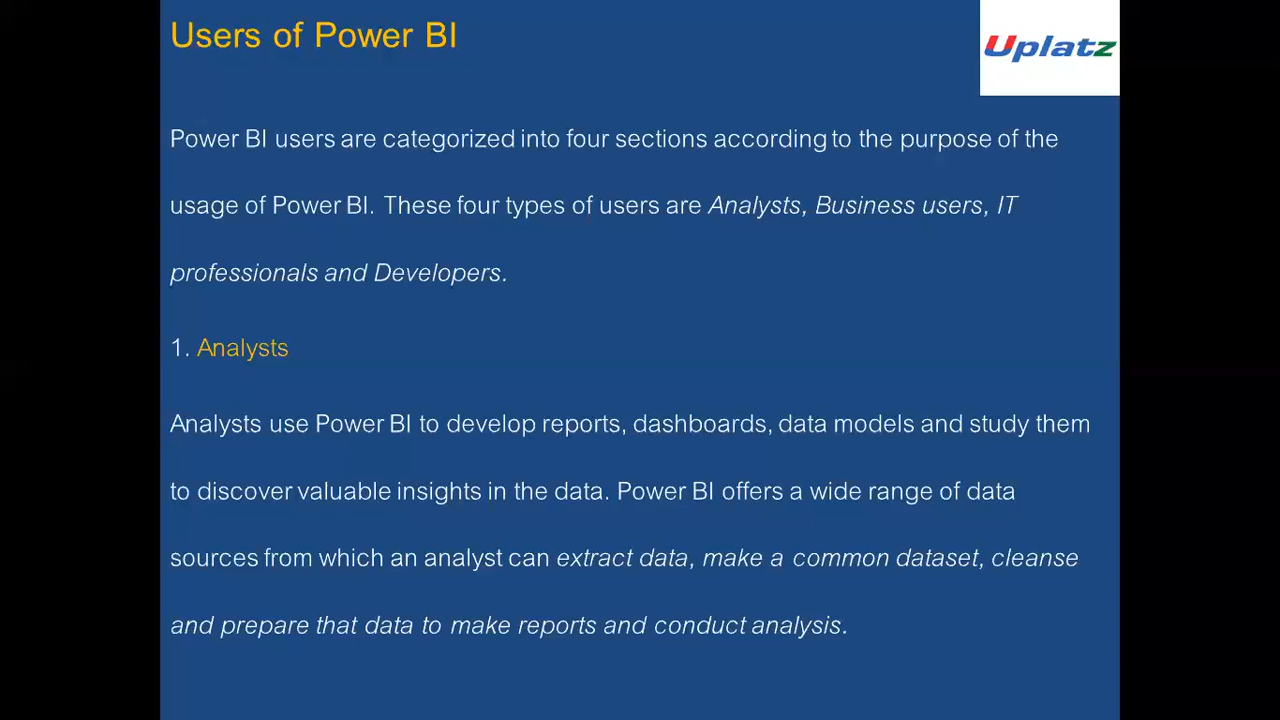 Users of Power BI
Uplatz
Power BI users are categorized into four sections according to the purpose of the
usage of Power BI. These four types of users are Analysts, Business users, IT
professionals and Developers.
1. Analysts
Analysts use Power BI to develop reports, dashboards, data models and study them
to discover valuable insights in the data. Power BI offers a wide range of data
sources from which an analyst can extract data, make a common dataset, cleanse
and prepare that data to make reports and conduct analysis.